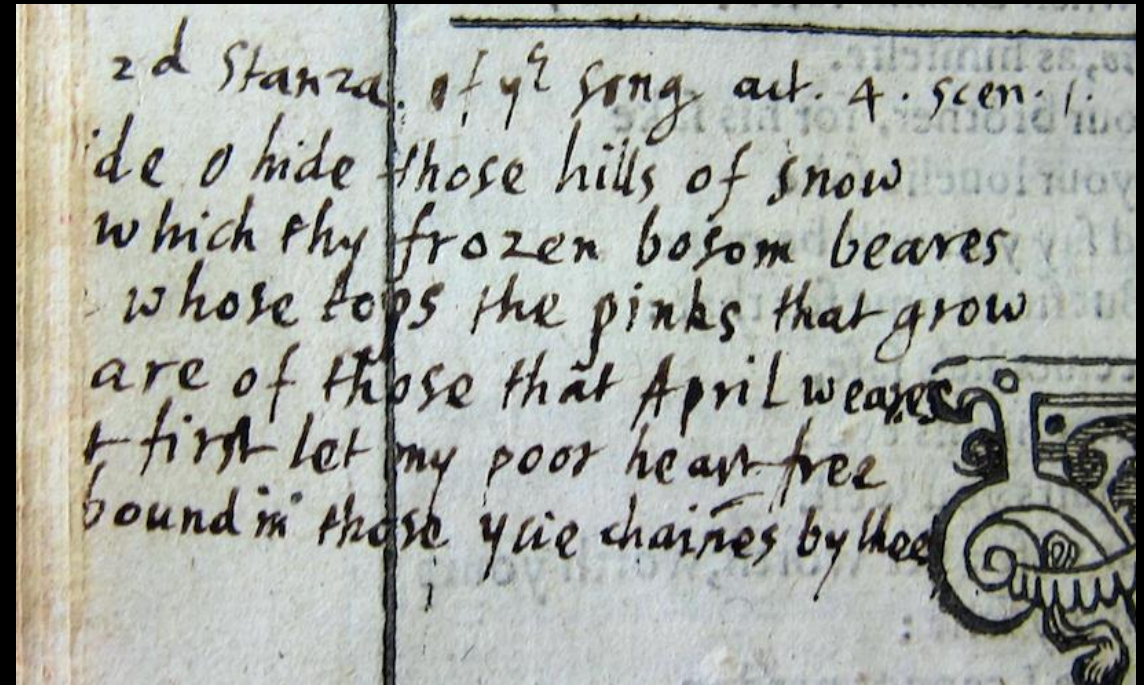 2d Stanza. of yͤ song act. 4. scen. 1.
ide o hide those hills of snow
which thy frozen bosom beares
whose tops the pinks that grow
are of those that April weares
t first let my poor heart free
bound in those ycie chaines by thee